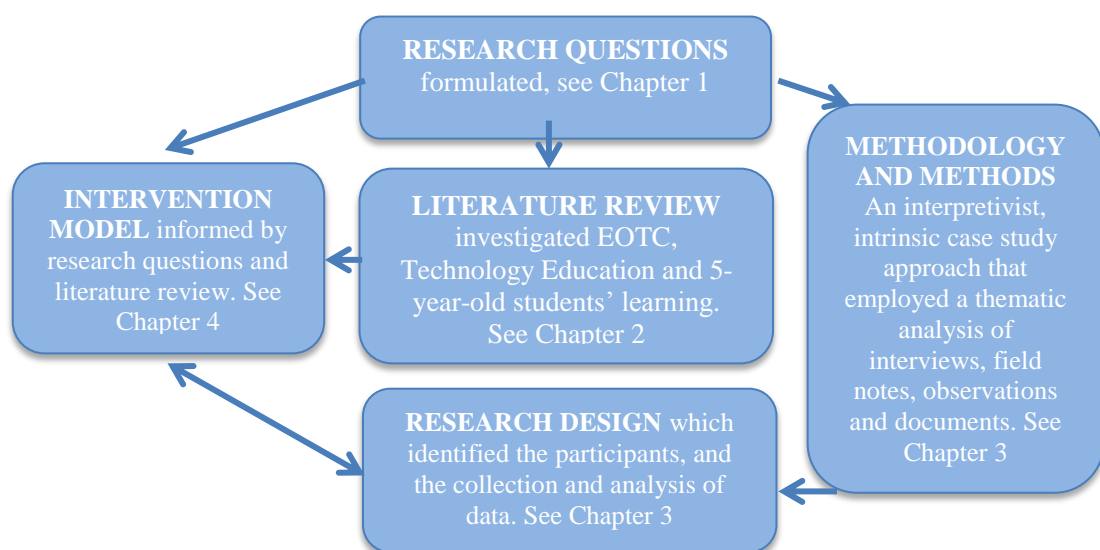 RESEARCH QUESTIONS
formulated, see Chapter 1
INTERVENTION
MODEL informed by
research questions and
literature review. See
Chapter 4
LITERATURE REVIEW
investigated EOTC,
Technology Education and 5-
year-old students’ learning.
See Chapter 2
METHODOLOGY
AND METHODS
An interpretivist,
intrinsic case study
approach that
employed a thematic
analysis of
interviews, field
notes, observations
and documents. See
Chapter 3
RESEARCH DESIGN which
identified the participants, and
the collection and analysis of
data. See Chapter 3